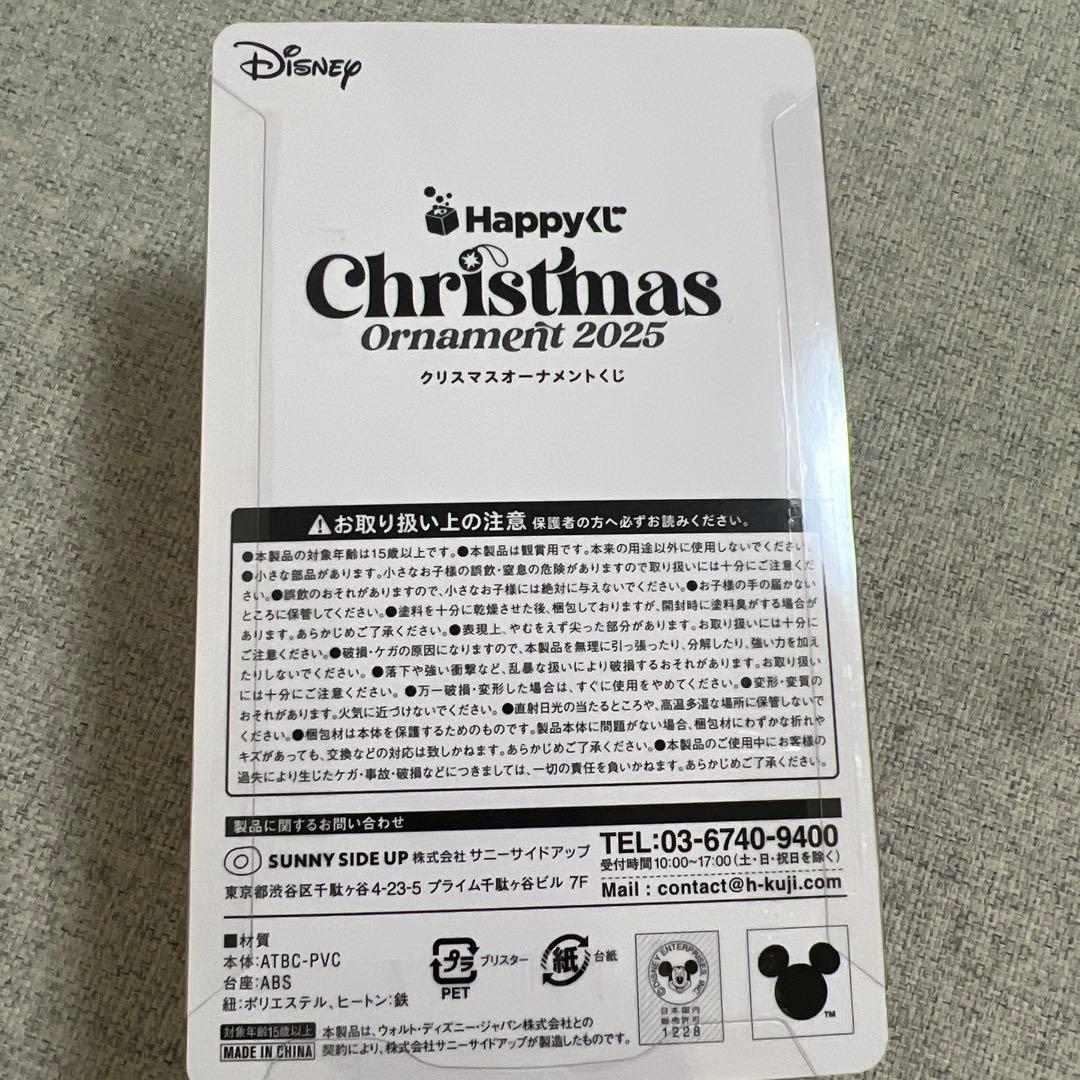 Disney
Happyくじ
Christmas
Ornament 2025
クリスマスオーナメントくじ
⚠お取り扱い上の注意 保護者の方へ必ずお読みください。
●本製品の対象年齢は15歳以上です。●本製品は観賞用です。本来の用途以外に使用しないでください。
●小さな部品があります。小さなお子様の誤飲・窒息の危険がありますので取り扱いには十分にご注意くだ
さい。●誤飲のおそれがありますので、小さなお子様には絶対に与えないでください。●お子様の手の届かない
ところに保管してください。●塗料を十分に乾燥させた後、梱包しておりますが、開封時に塗料臭がする場合が
あります。あらかじめご了承ください。●表現上、やむをえず尖った部分があります。お取り扱いには十分に
ご注意ください。●破損・ケガの原因になりますので、本製品を無理に引っ張ったり、分解したり、強い力を加え
たりしないでください。●落下や強い衝撃など、乱暴な扱いにより破損するおそれがあります。お取り扱い
には十分にご注意ください。●万一破損・変形した場合は、すぐに使用をやめてください。●変形・変質の
おそれがあります。火気に近づけないでください。●直射日光の当たるところや、高温多湿な場所に保管しないで
ください。●梱包材は本体を保護するためのものです。製品本体に問題がない場合、梱包材にわずかな折れや
キズがあっても、交換などの対応は致しかねます。あらかじめご了承ください。●本製品のご使用中にお客様の
過失により生じたケガ・事故・破損などにつきましては、一切の責任を負いかねます。あらかじめご了承ください。
製品に関するお問い合わせ
SUNNY SIDE UP 株式会社 サニーサイドアップ
東京都渋谷区千駄ヶ谷4-23-5 プライム千駄ヶ谷ビル 7F
TEL:03-6740-9400
受付時間10:00~17:00(土・日・祝日を除く)
Mail : contact@h-kuji.com
■材質
本体:ATBC-PVC
台座:ABS
紐:ポリエステル、ヒートン:鉄
プラ ブリスター
PET
紙 台紙
©DISNEY ENTERPRISES, INC
日本国内
販売許可
1228
TM
対象年齢15歳以上
MADE IN CHINA
本製品は、ウォルト・ディズニー・ジャパン株式会社との
契約により、株式会社サニーサイドアップが製造したものです。